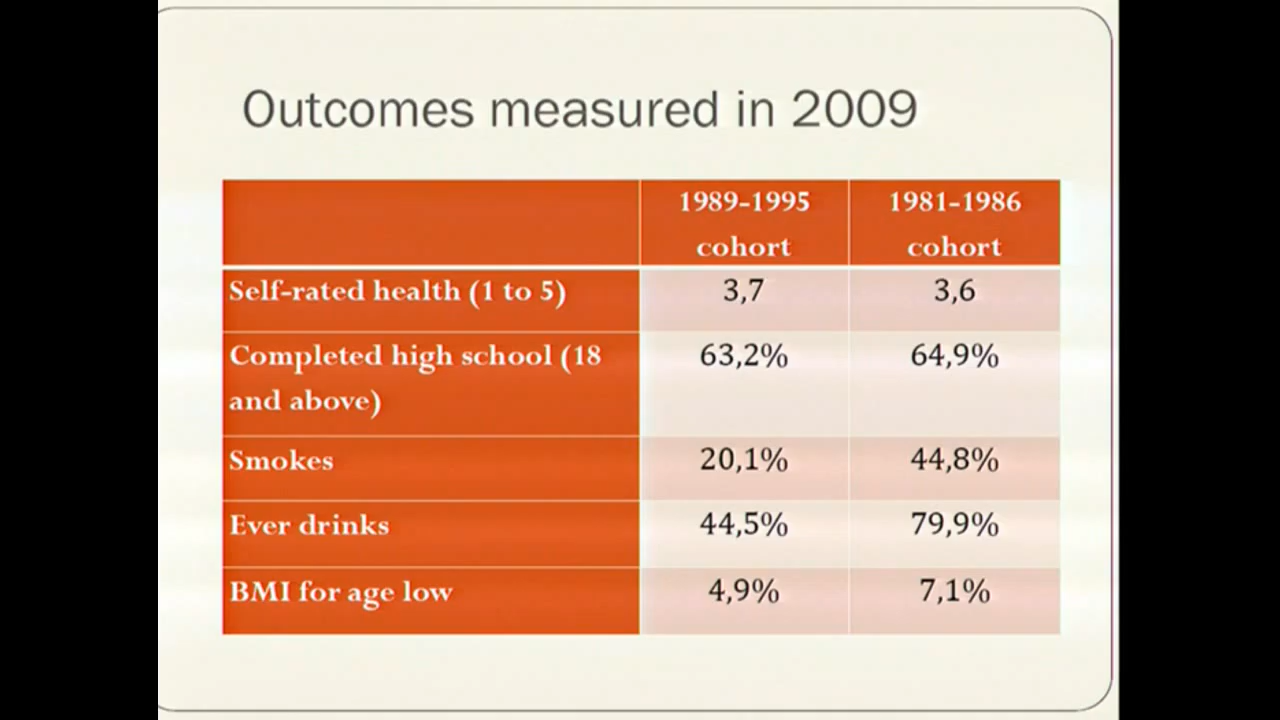 Outcomes measured in 2009
1989-1995 cohort 1981-1986 cohort
Self-rated health (1 to 5) 3,7 3,6
Completed high school (18 and above) 63,2% 64,9%
Smokes 20,1% 44,8%
Ever drinks 44,5% 79,9%
BMI for age low 4,9% 7,1%